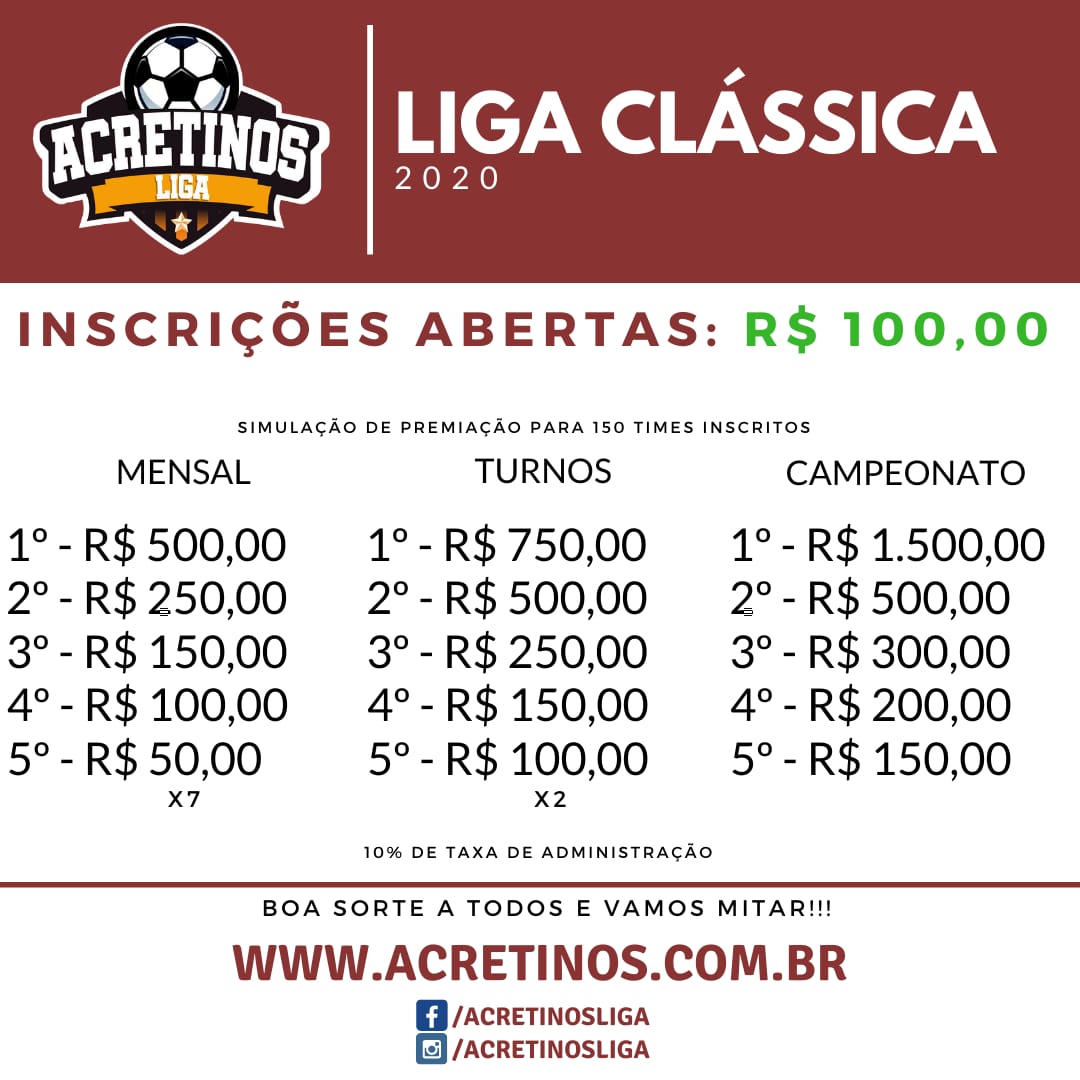 ACRETINOS
LIGA
LIGA CLÁSSICA
2020
INSCRIÇÕES ABERTAS: R$ 100,00
SIMULAÇÃO DE PREMIAÇÃO PARA 150 TIMES INSCRITOS
MENSAL
1º - R$ 500,00
2º - R$ 250,00
3º - R$ 150,00
4º - R$ 100,00
5º - R$ 50,00
X7
TURNOS
1º - R$ 750,00
2º - R$ 500,00
3º - R$ 250,00
4º - R$ 150,00
5º - R$ 100,00
X2
CAMPEONATO
1º - R$ 1.500,00
2º - R$ 500,00
3º - R$ 300,00
4º - R$ 200,00
5º - R$ 150,00
10% DE TAXA DE ADMINISTRAÇÃO
BOA SORTE A TODOS E VAMOS MITAR!!!
WWW.ACRETINOS.COM.BR
/ACRETINOSLIGA
/ACRETINOSLIGA